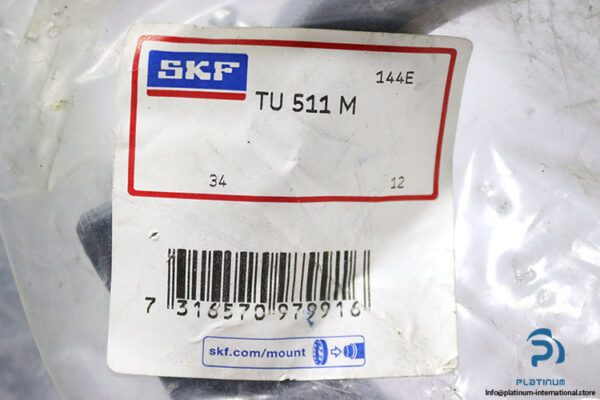 SKF
144E
TU 511 M
34 12
7 316570 979916
skf.com/mount
PLATINUM
Info@platinum-international.store